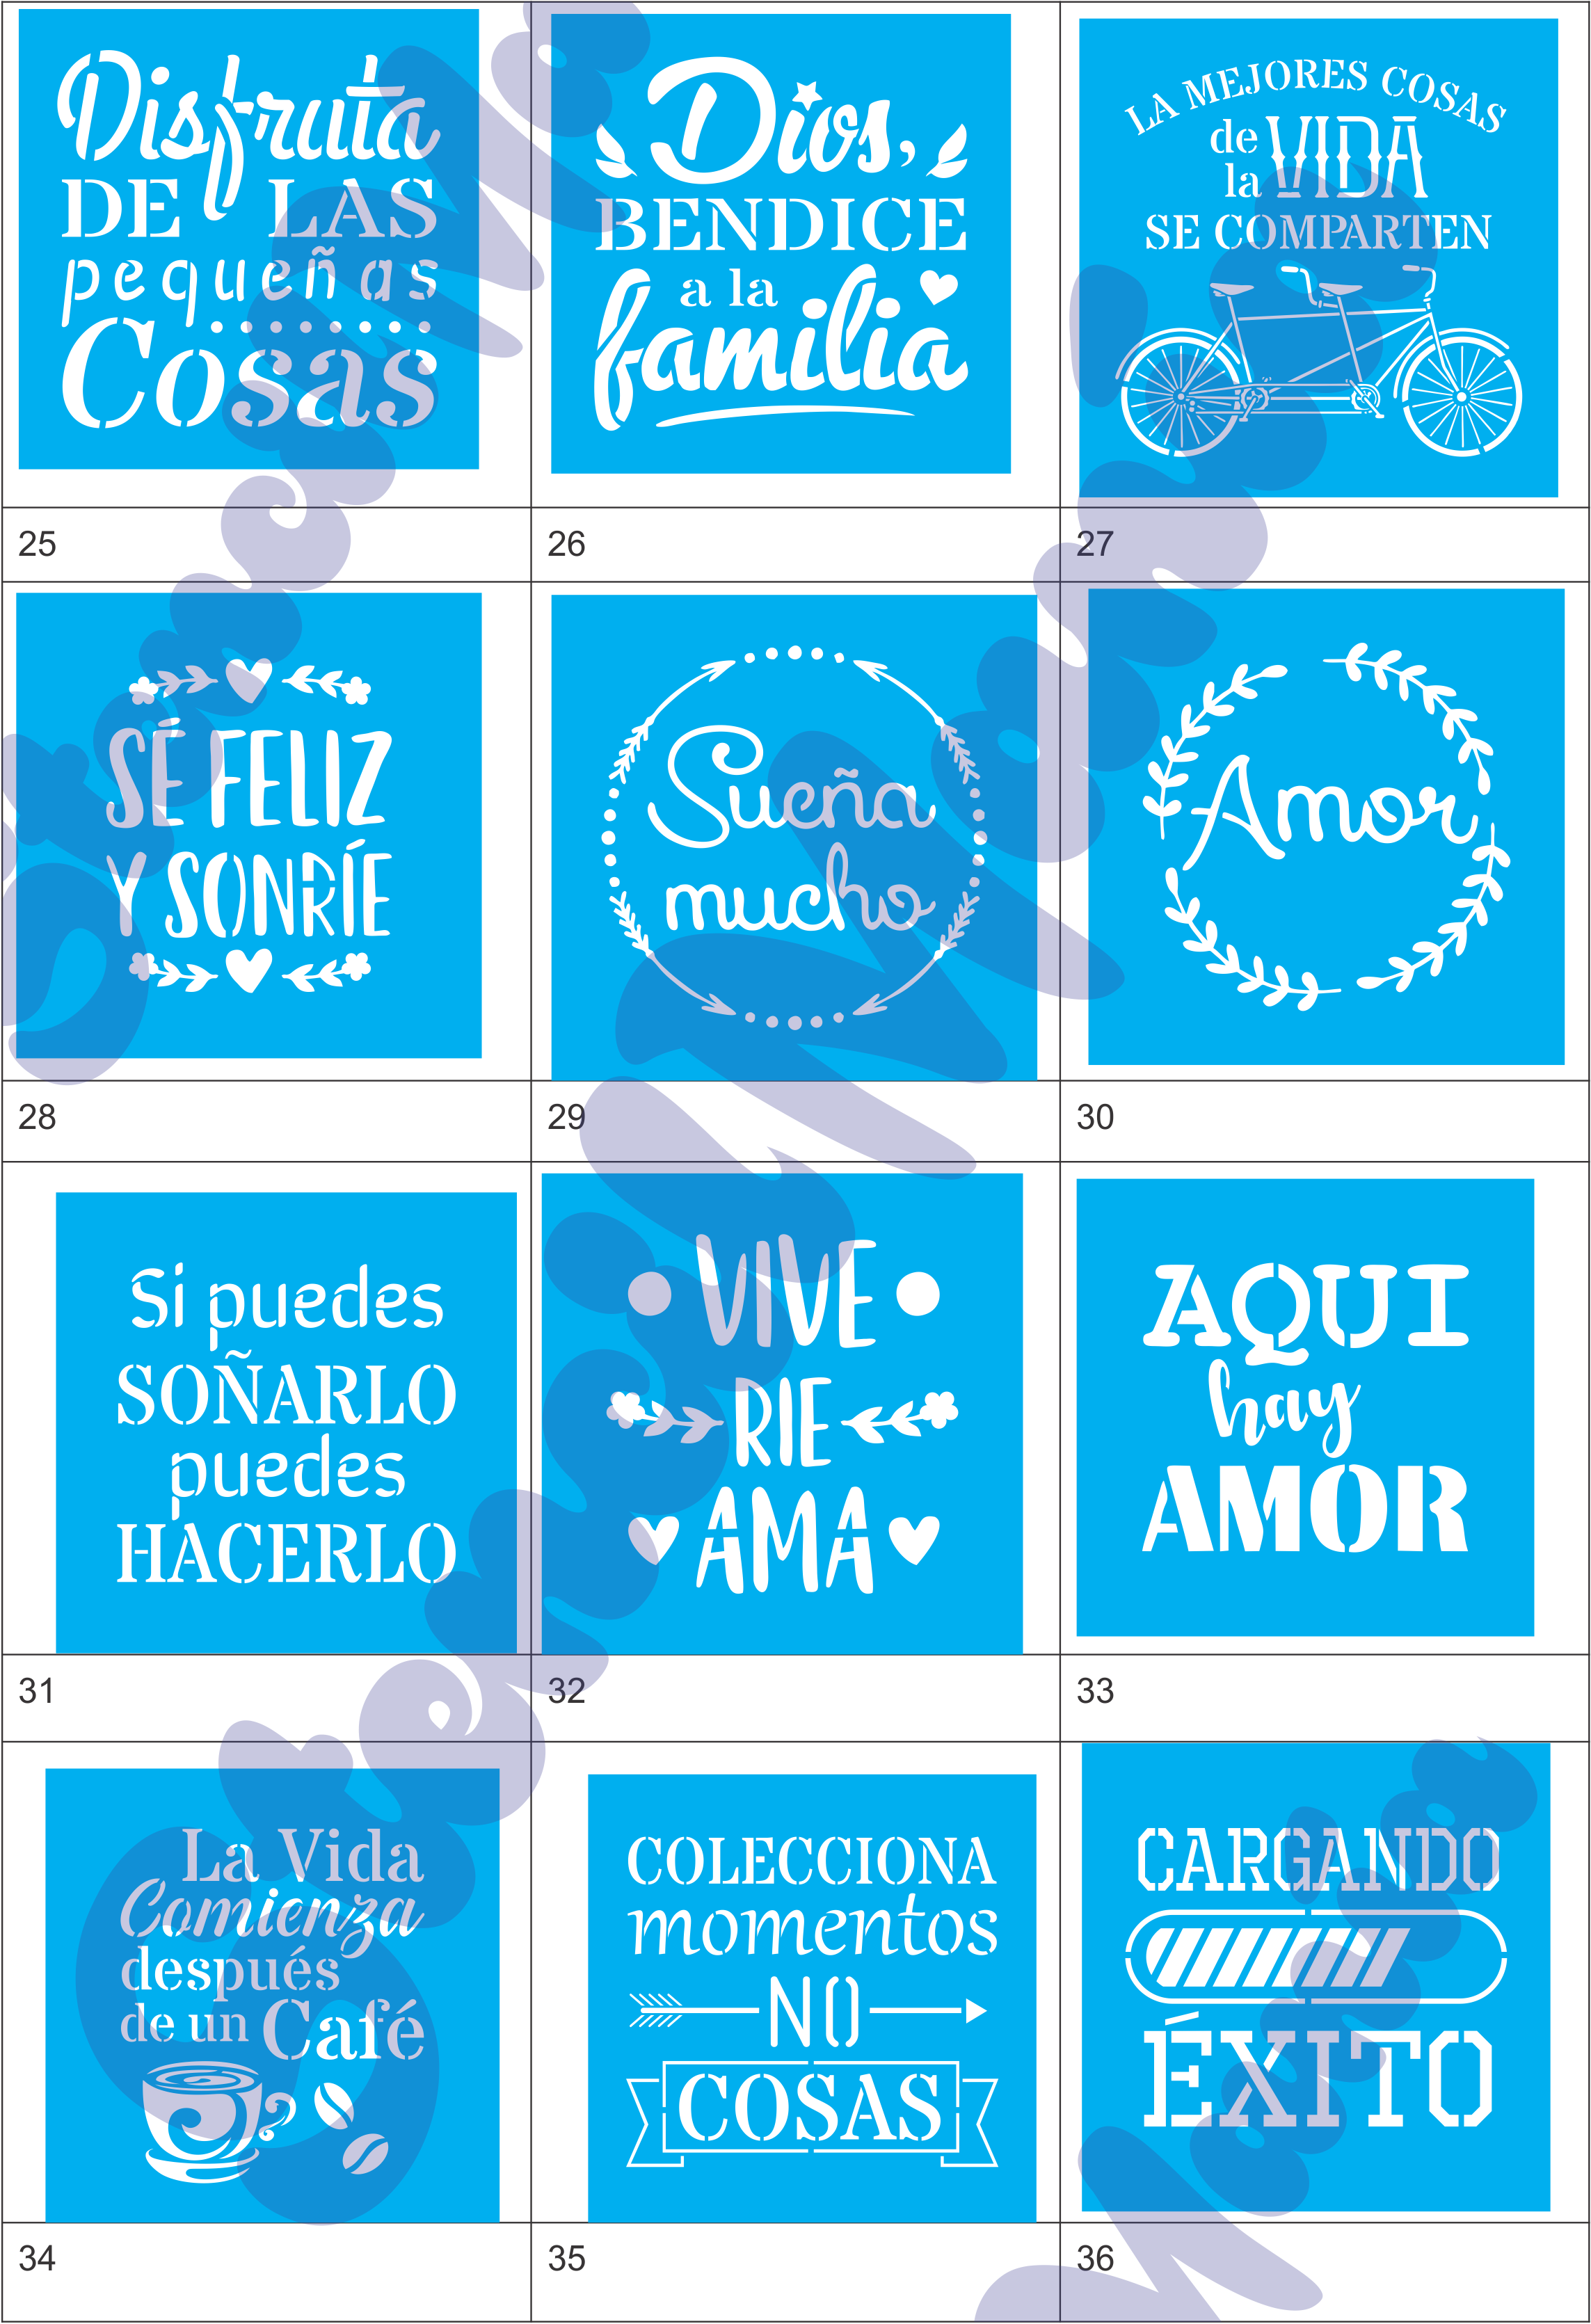 Disfruta
DE LAS
pequeñas
Cosas
25
Dios,
BENDICE
a la
familia
26
LA MEJORES COSAS
de
la VIDA
SE COMPARTEN
27
SÉ FELIZ
Y SONRÍE
28
Sueña
mucho
29
Amor
30
Si puedes
SOÑARLO
puedes
HACERLO
31
VIVE
RIE
AMA
32
AQUI
hay
AMOR
33
La Vida
Comienza
después
de un Café
34
COLECCIONA
momentos
NO
COSAS
35
CARGANDO
ÉXITO
36